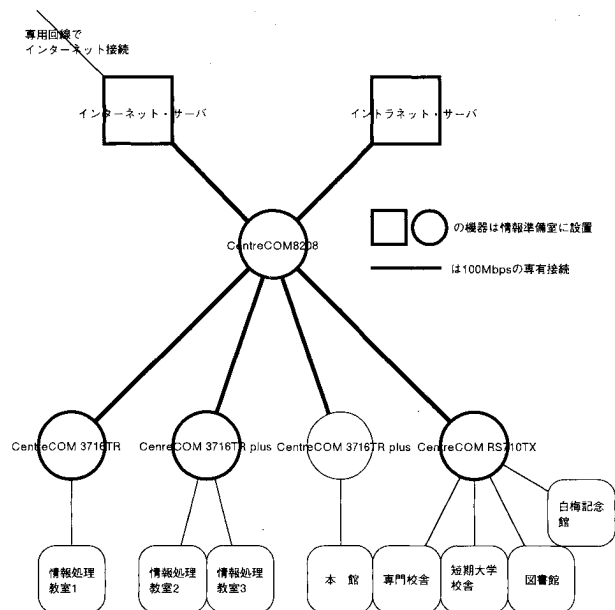 専用回線で
インターネット接続
インターネット・サーバ
イントラネット・サーバ
CentreCOM8208
の機器は情報準備室に設置
は100Mbpsの専有接続
CentreCOM 3716TR
CenreCOM 3716TR plus
CentreCOM 3716TR plus
CentreCOM RS710TX
白梅記念
館
情報処理
教室1
情報処理
教室2
情報処理
教室3
本 館
専門校舎
短期大学
校舎
図書館